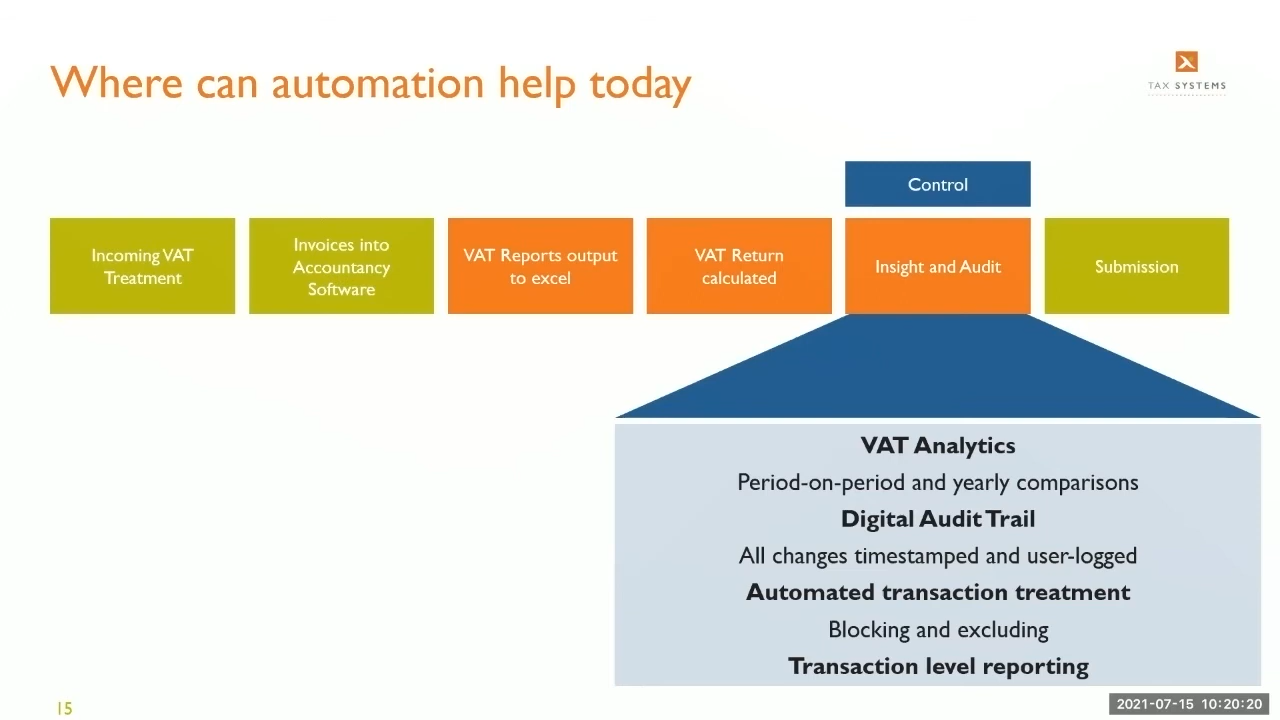 Where can automation help today
TAX SYSTEMS
Control
Incoming VAT
Treatment
Invoices into
Accountancy
Software
VAT Reports output
to excel
VAT Return
calculated
Insight and Audit
Submission
VAT Analytics
Period-on-period and yearly comparisons
Digital Audit Trail
All changes timestamped and user-logged
Automated transaction treatment
Blocking and excluding
Transaction level reporting
15
2021-07-15 10:20:20